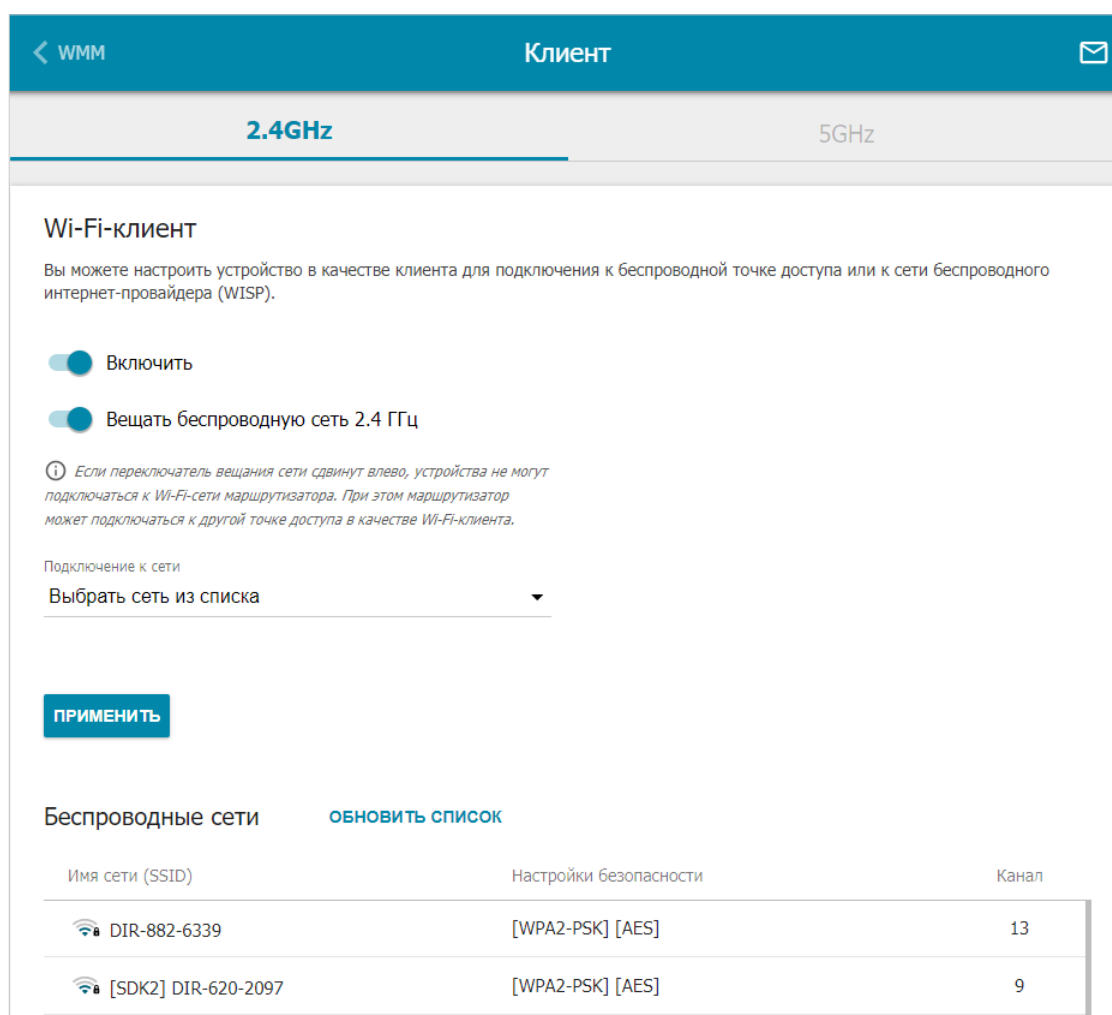 WMM
Клиент
2.4GHz
5GHz
Wi-Fi-клиент
Вы можете настроить устройство в качестве клиента для подключения к беспроводной точке доступа или к сети беспроводного
интернет-провайдера (WISP).
Включить
Вещать беспроводную сеть 2.4 ГГц
Если переключатель вещания сети сдвинут влево, устройства не могут
подключаться к Wi-Fi-сети маршрутизатора. При этом маршрутизатор
может подключаться к другой точке доступа в качестве Wi-Fi-клиента.
Подключение к сети
Выбрать сеть из списка
ПРИМЕНИТЬ
Беспроводные сети ОБНОВИТЬ СПИСОК
Имя сети (SSID) Настройки безопасности Канал
DIR-882-6339 [WPA2-PSK] [AES] 13
[SDK2] DIR-620-2097 [WPA2-PSK] [AES] 9